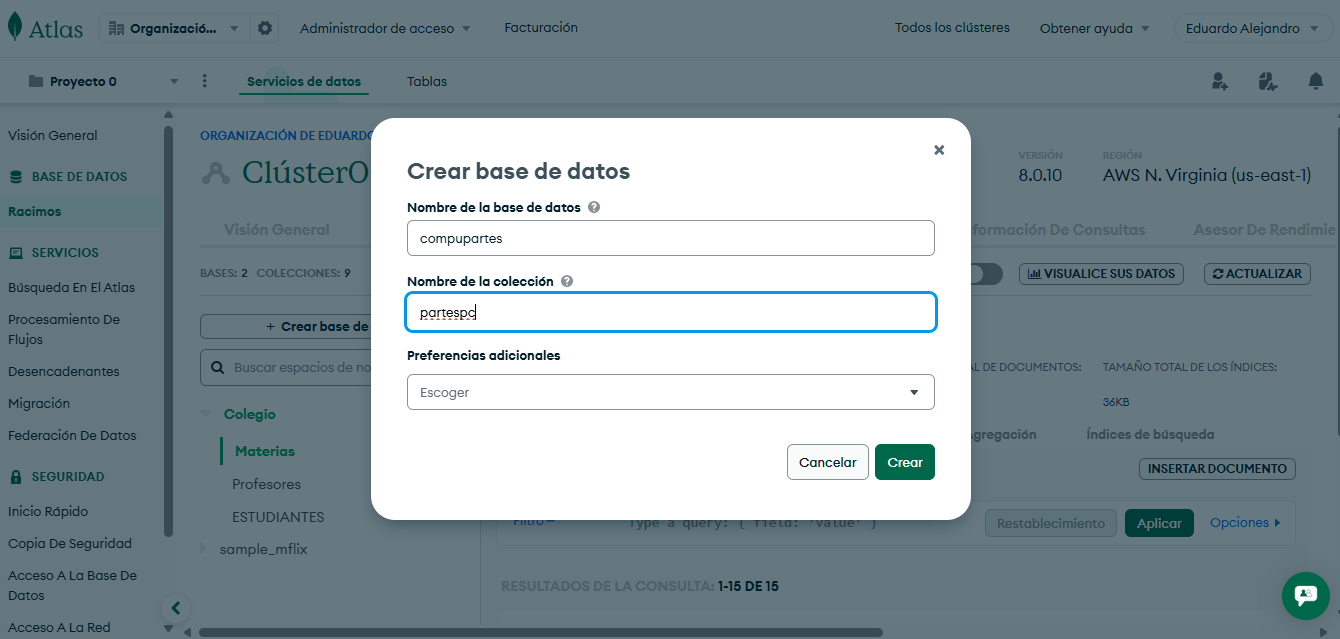 Atlas
Organizació...
Administrador de acceso
Facturación
Todos los clústeres
Obtener ayuda
Eduardo Alejandro
Proyecto 0
Servicios de datos
Tablas
Visión General
BASE DE DATOS
Racimos
SERVICIOS
Búsqueda En El Atlas
Procesamiento De
Flujos
Desencadenantes
Migración
Federación De Datos
SEGURIDAD
Inicio Rápido
Copia De Seguridad
Acceso A La Base De
Datos
Acceso A La Red
ORGANIZACIÓN DE EDUARDO
Clúster0
VERSIÓN
8.0.10
REGIÓN
AWS N. Virginia (us-east-1)
Visión General
formación De Consultas
Asesor De Rendimie
BASES: 2 COLECCIONES: 9
VISUALICE SUS DATOS
ACTUALIZAR
+ Crear base de
Buscar espacios de no
Colegio
Materias
Profesores
ESTUDIANTES
sample_mflix
Crear base de datos
Nombre de la base de datos
compupartes
Nombre de la colección
partespc
Preferencias adicionales
Escoger
Cancelar
Crear
AL DE DOCUMENTOS:
TAMAÑO TOTAL DE LOS ÍNDICES:
36KB
gregación
Índices de búsqueda
INSERTAR DOCUMENTO
Filtro
Type a query: { field: 'value' }
Restablecimiento
Aplicar
Opciones
RESULTADOS DE LA CONSULTA: 1-15 DE 15